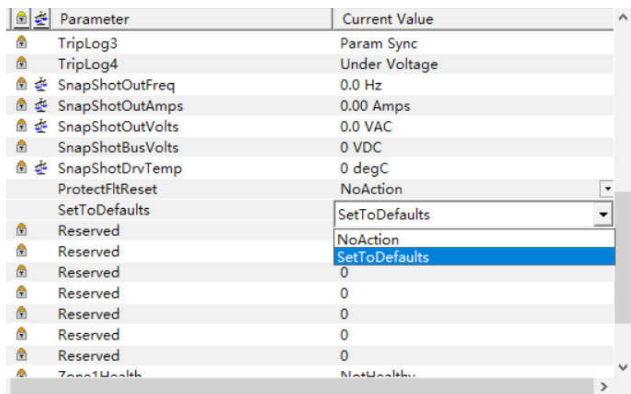 Parameter Current Value
TripLog3 Param Sync
TripLog4 Under Voltage
SnapShotOutFreq 0.0 Hz
SnapShotOutAmps 0.00 Amps
SnapShotOutVolts 0.0 VAC
SnapShotBusVolts 0 VDC
SnapShotDrvTemp 0 degC
ProtectFltReset NoAction
SetToDefaults SetToDefaults
Reserved NoAction
Reserved SetToDefaults
Reserved 0
Reserved 0
Reserved 0
Reserved 0
Reserved 0
Zone1Health NotHealthy